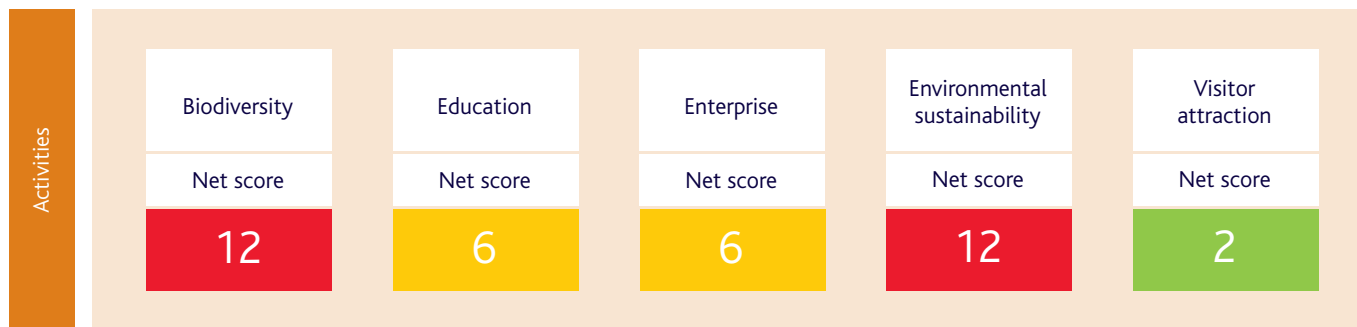 Activities
Biodiversity
Education
Enterprise
Environmental
sustainability
Visitor
attraction
Net score
Net score
Net score
Net score
Net score
12
6
6
12
2